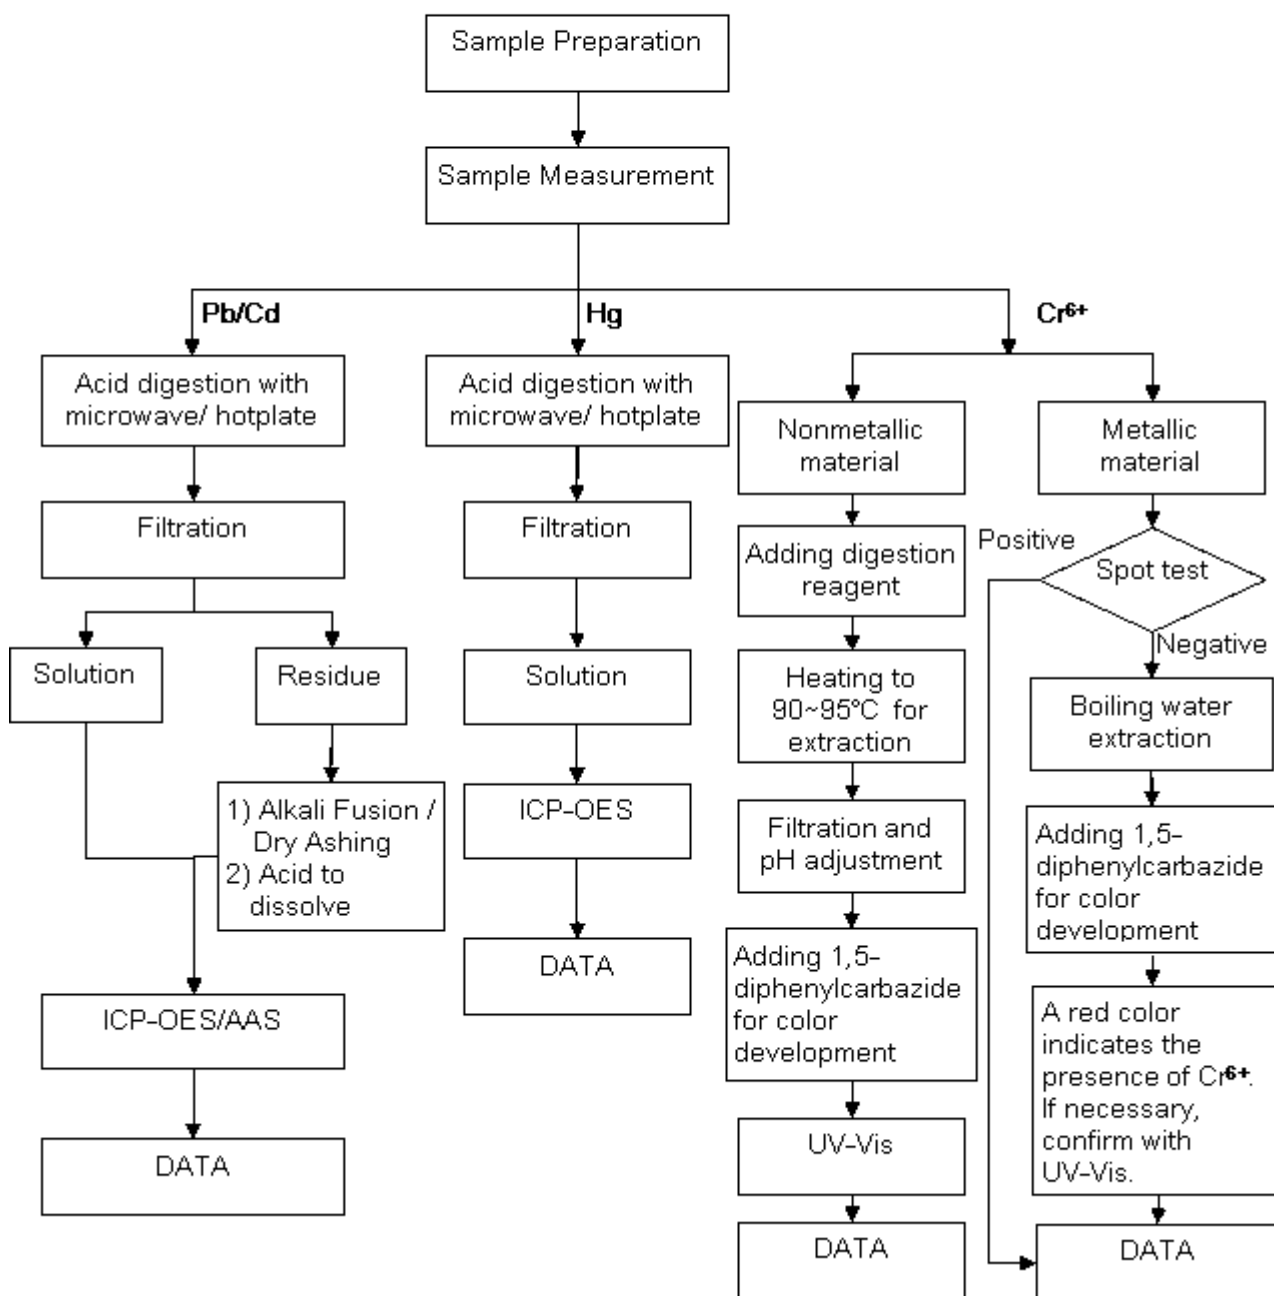 Sample Preparation
Sample Measurement
Pb/Cd
Hg
Cr⁶⁺
Acid digestion with
microwave/ hotplate
Filtration
Solution
Residue
1) Alkali Fusion /
Dry Ashing
2) Acid to
dissolve
ICP-OES/AAS
DATA
Acid digestion with
microwave/ hotplate
Filtration
Solution
ICP-OES
DATA
Nonmetallic
material
Adding digestion
reagent
Heating to
90~95°C for
extraction
Filtration and
pH adjustment
Adding 1,5-
diphenylcarbazide
for color
development
UV-Vis
DATA
Metallic
material
Positive
Spot test
Negative
Boiling water
extraction
Adding 1,5-
diphenylcarbazide
for color
development
A red color
indicates the
presence of Cr⁶⁺.
If necessary,
confirm with
UV-Vis.
DATA